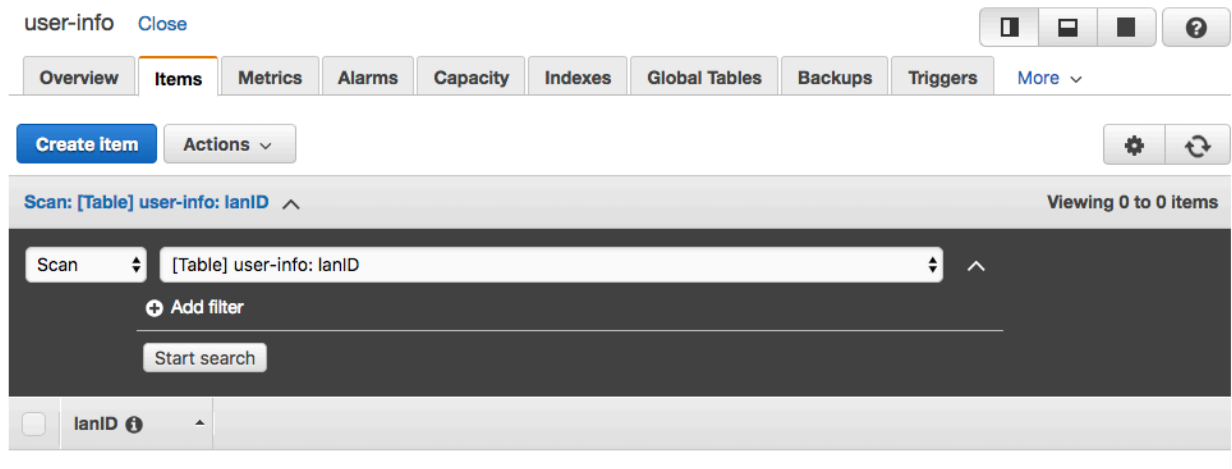 user-info Close
Overview Items Metrics Alarms Capacity Indexes Global Tables Backups Triggers More
Create item Actions
Scan: [Table] user-info: lanID Viewing 0 to 0 items
Scan [Table] user-info: lanID
Add filter
Start search
lanID